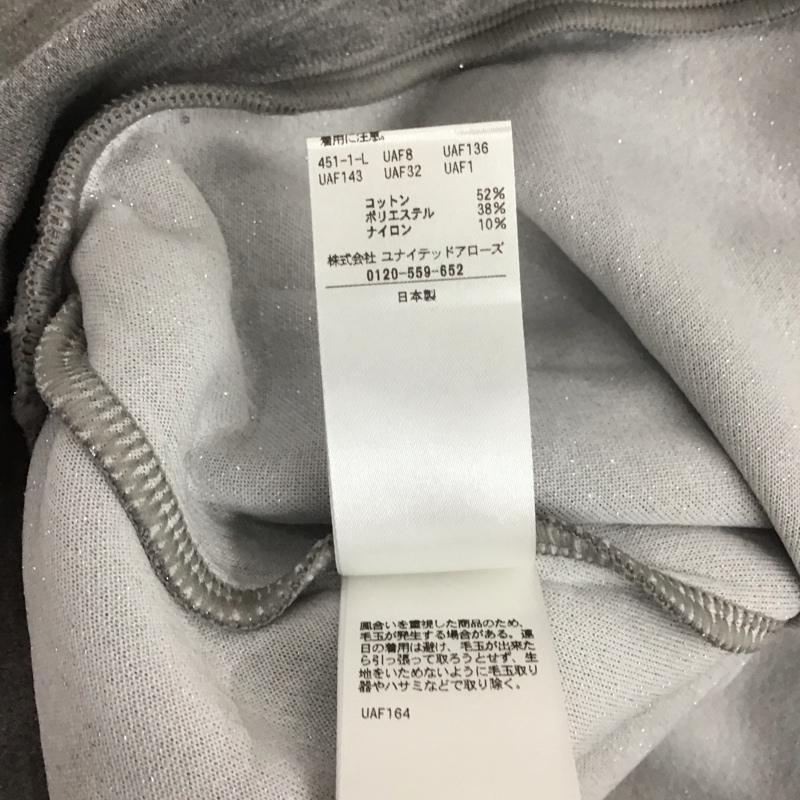 着用に注意。
451-1-L UAF8 UAF136
UAF143 UAF32 UAF1
コットン 52%
ポリエステル 38%
ナイロン 10%
株式会社 ユナイテッドアローズ
0120-559-652
日本製
風合いを重視した商品のため、
毛玉が発生する場合がある。連
日の着用は避け、毛玉が出来た
ら引っ張って取ろうとせず、生
地をいためないように毛玉取り
器やハサミなどで取り除く。
UAF164